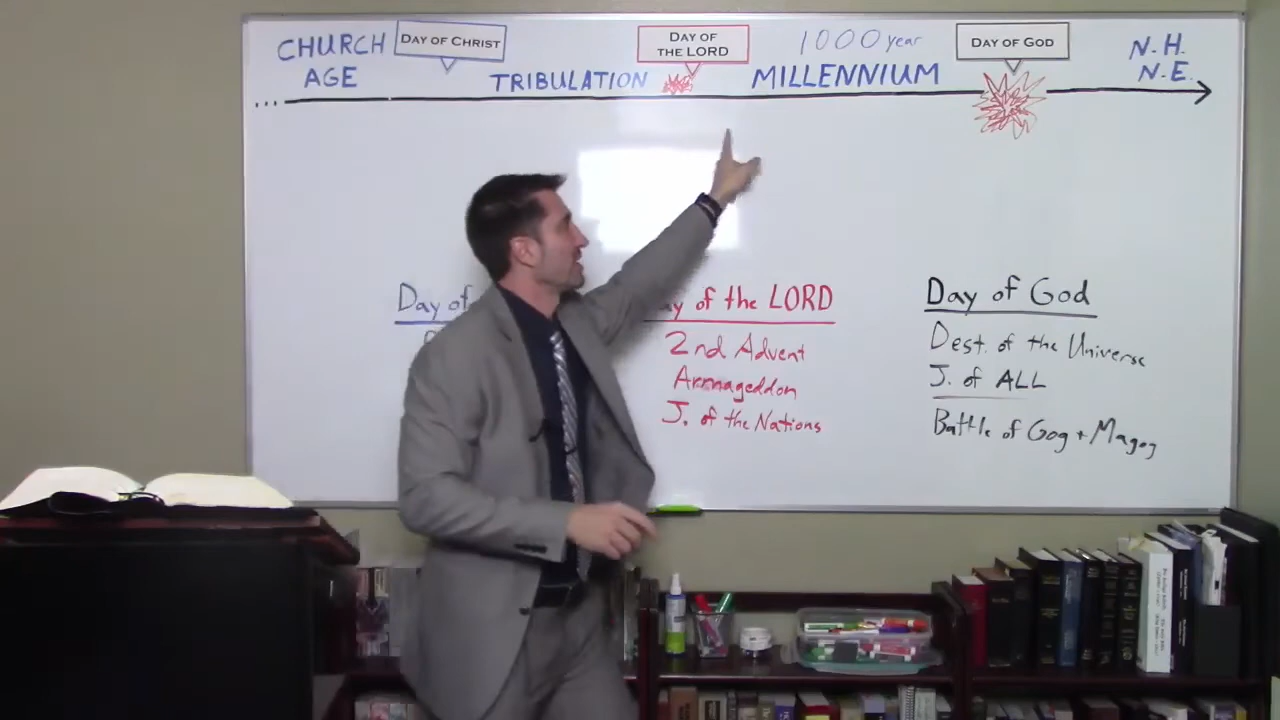 CHURCH
AGE
DAY OF CHRIST
TRIBULATION
DAY OF
THE LORD
1000 year
MILLENNIUM
DAY OF GOD
N.H.
N.E.
Day of
ay of the LORD
2nd Advent
Armageddon
J. of the Nations
Day of God
Dest. of the Universe
J. of ALL
Battle of Gog + Magog